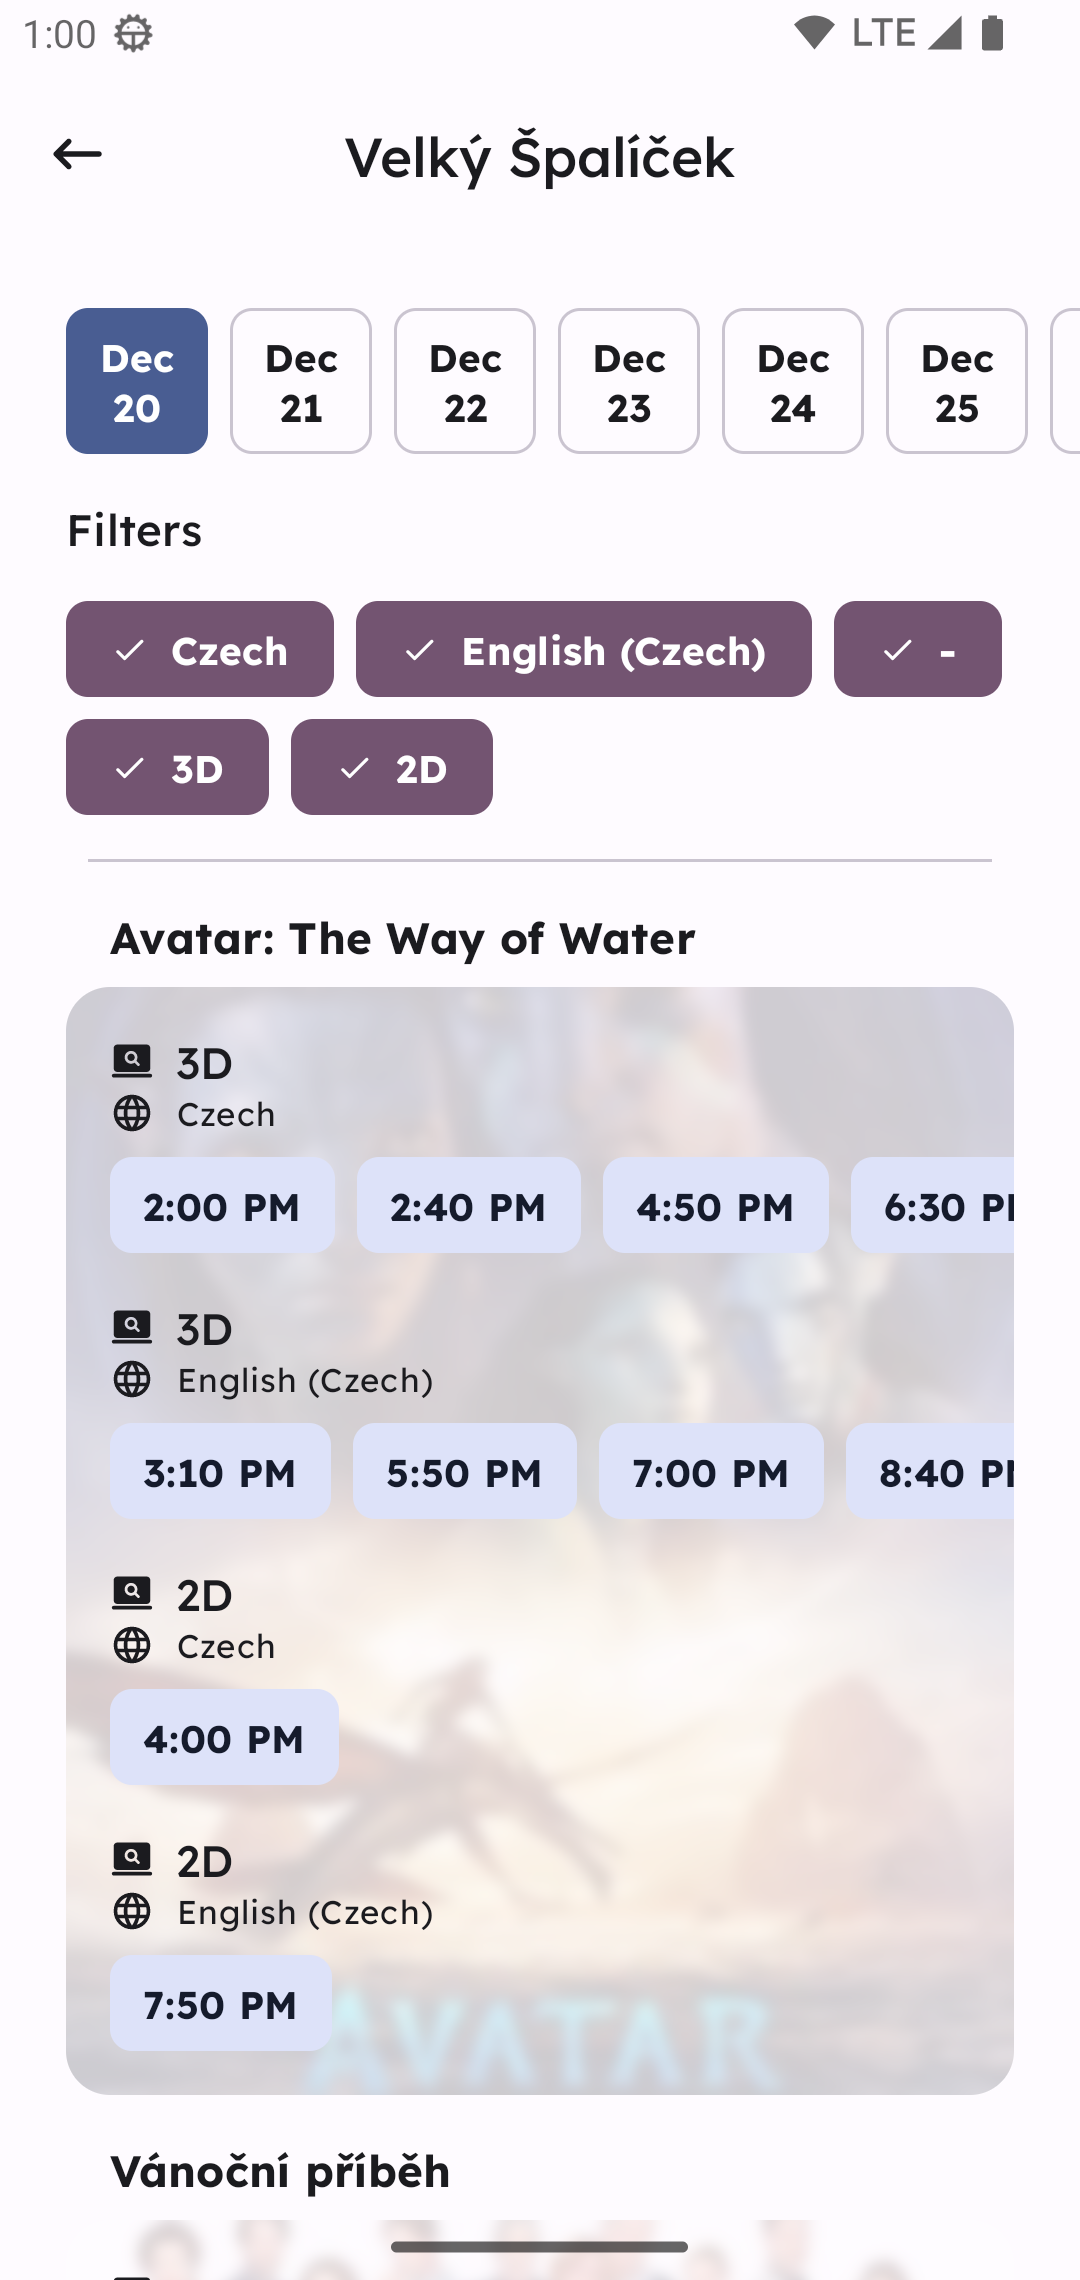 1:00
LTE
Velký Špalíček
Dec
20
Dec
21
Dec
22
Dec
23
Dec
24
Dec
25
Filters
Czech
English (Czech)
-
3D
2D
Avatar: The Way of Water
3D
Czech
2:00 PM
2:40 PM
4:50 PM
6:30
3D
English (Czech)
3:10 PM
5:50 PM
7:00 PM
8:40
2D
Czech
4:00 PM
2D
English (Czech)
7:50 PM
AVATAR
Vánoční příběh